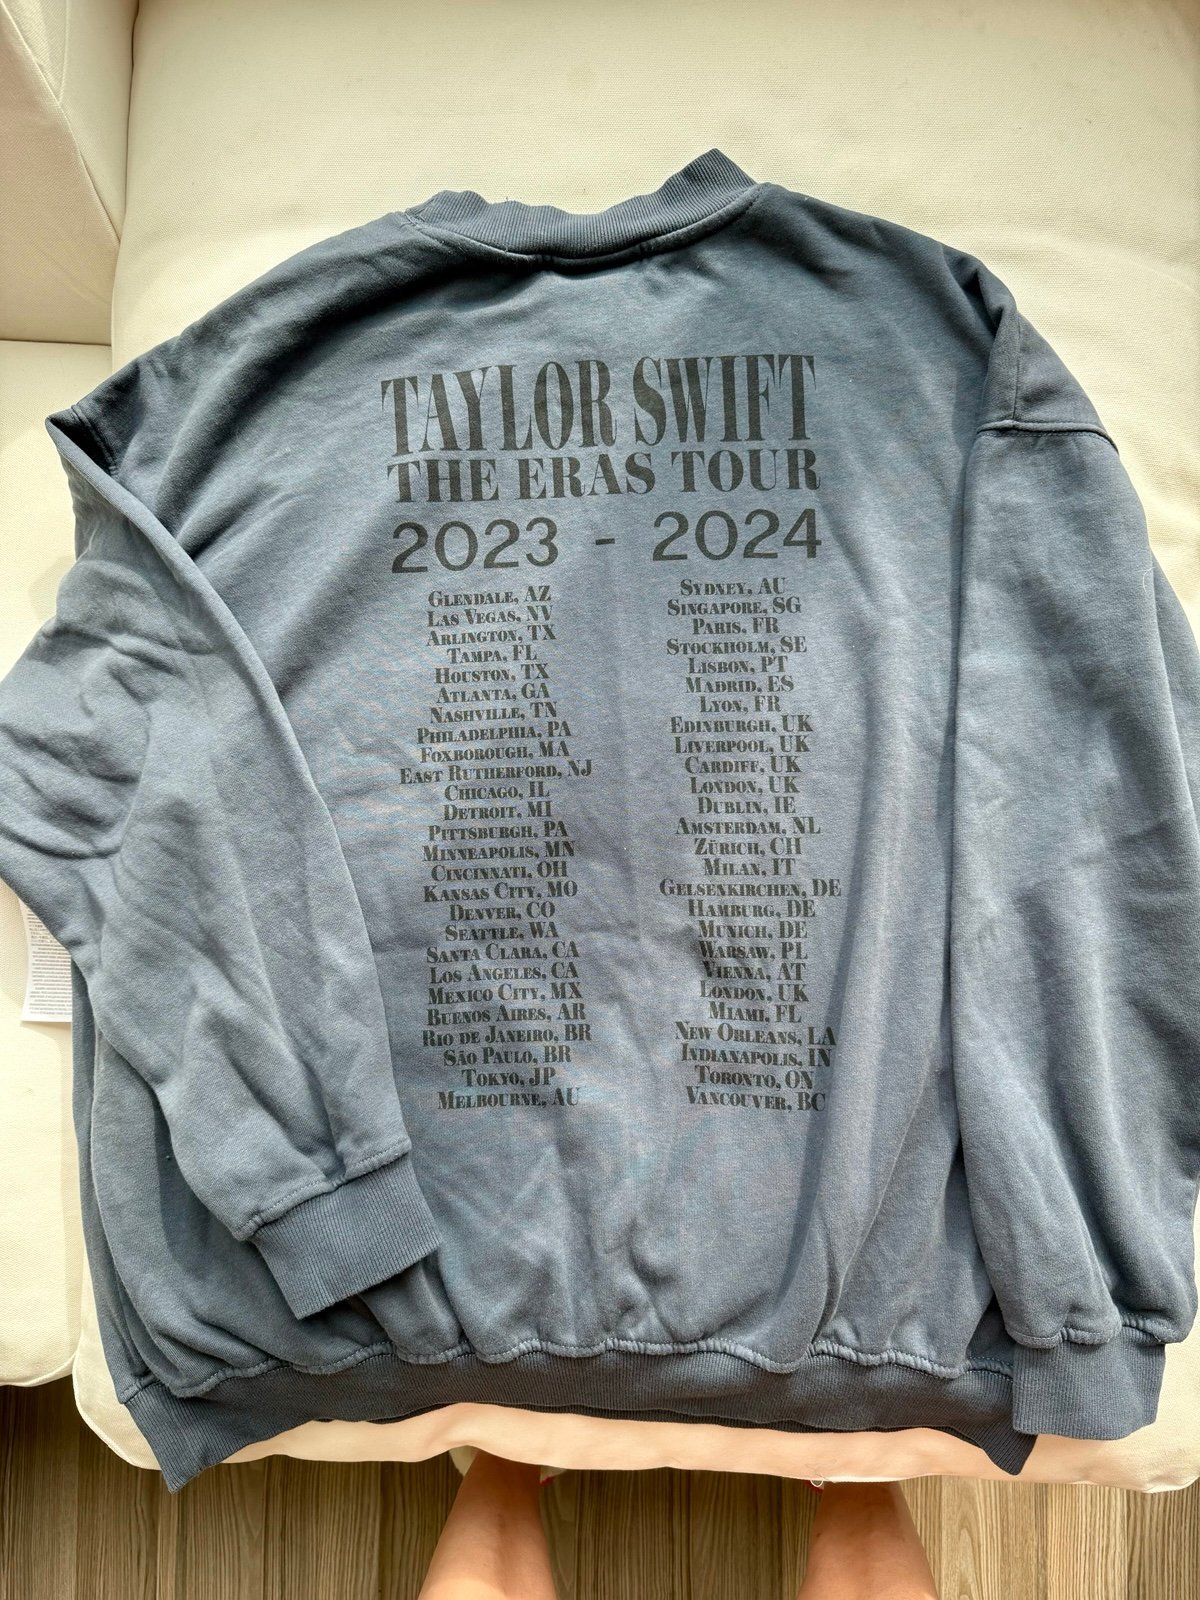 TAYLOR SWIFT
THE ERAS TOUR
2023 - 2024
GLENDALE, AZ
LAS VEGAS, NV
ARLINGTON, TX
TAMPA, FL
HOUSTON, TX
ATLANTA, GA
NASHVILLE, TN
PHILADELPHIA, PA
FOXBOROUGH, MA
EAST RUTHERFORD, NJ
CHICAGO, IL
DETROIT, MI
PITTSBURGH, PA
MINNEAPOLIS, MN
CINCINNATI, OH
KANSAS CITY, MO
DENVER, CO
SEATTLE, WA
SANTA CLARA, CA
LOS ANGELES, CA
MEXICO CITY, MX
BUENOS AIRES, AR
RIO DE JANEIRO, BR
SÃO PAULO, BR
TOKYO, JP
MELBOURNE, AU
SYDNEY, AU
SINGAPORE, SG
PARIS, FR
STOCKHOLM, SE
LISBON, PT
MADRID, ES
LYON, FR
EDINBURGH, UK
LIVERPOOL, UK
CARDIFF, UK
LONDON, UK
DUBLIN, IE
AMSTERDAM, NL
ZÜRICH, CH
MILAN, IT
GELSENKIRCHEN, DE
HAMBURG, DE
MUNICH, DE
WARSAW, PL
VIENNA, AT
LONDON, UK
MIAMI, FL
NEW ORLEANS, LA
INDIANAPOLIS, IN
TORONTO, ON
VANCOUVER, BC